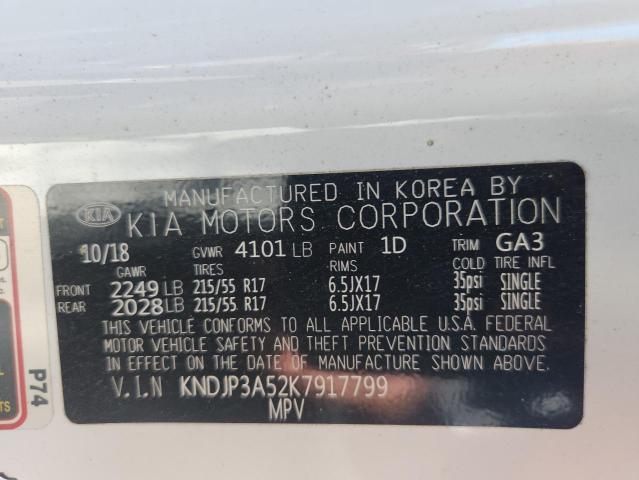 MANUFACTURED IN KOREA BY
KIA KIA MOTORS CORPORATION
10/18 GVWR 4101 LB PAINT 1D TRIM GA3
GAWR TIRES RIMS COLD TIRE INFL
FRONT 2249 LB 215/55 R17 6.5JX17 35psi SINGLE
REAR 2028 LB 215/55 R17 6.5JX17 35psi SINGLE
THIS VEHICLE CONFORMS TO ALL APPLICABLE U.S.A. FEDERAL
MOTOR VEHICLE SAFETY AND THEFT PREVENTION STANDARDS
IN EFFECT ON THE DATE OF MANUFACTURE SHOWN ABOVE.
V.I.N KNDJP3A52K7917799
MPV
P74